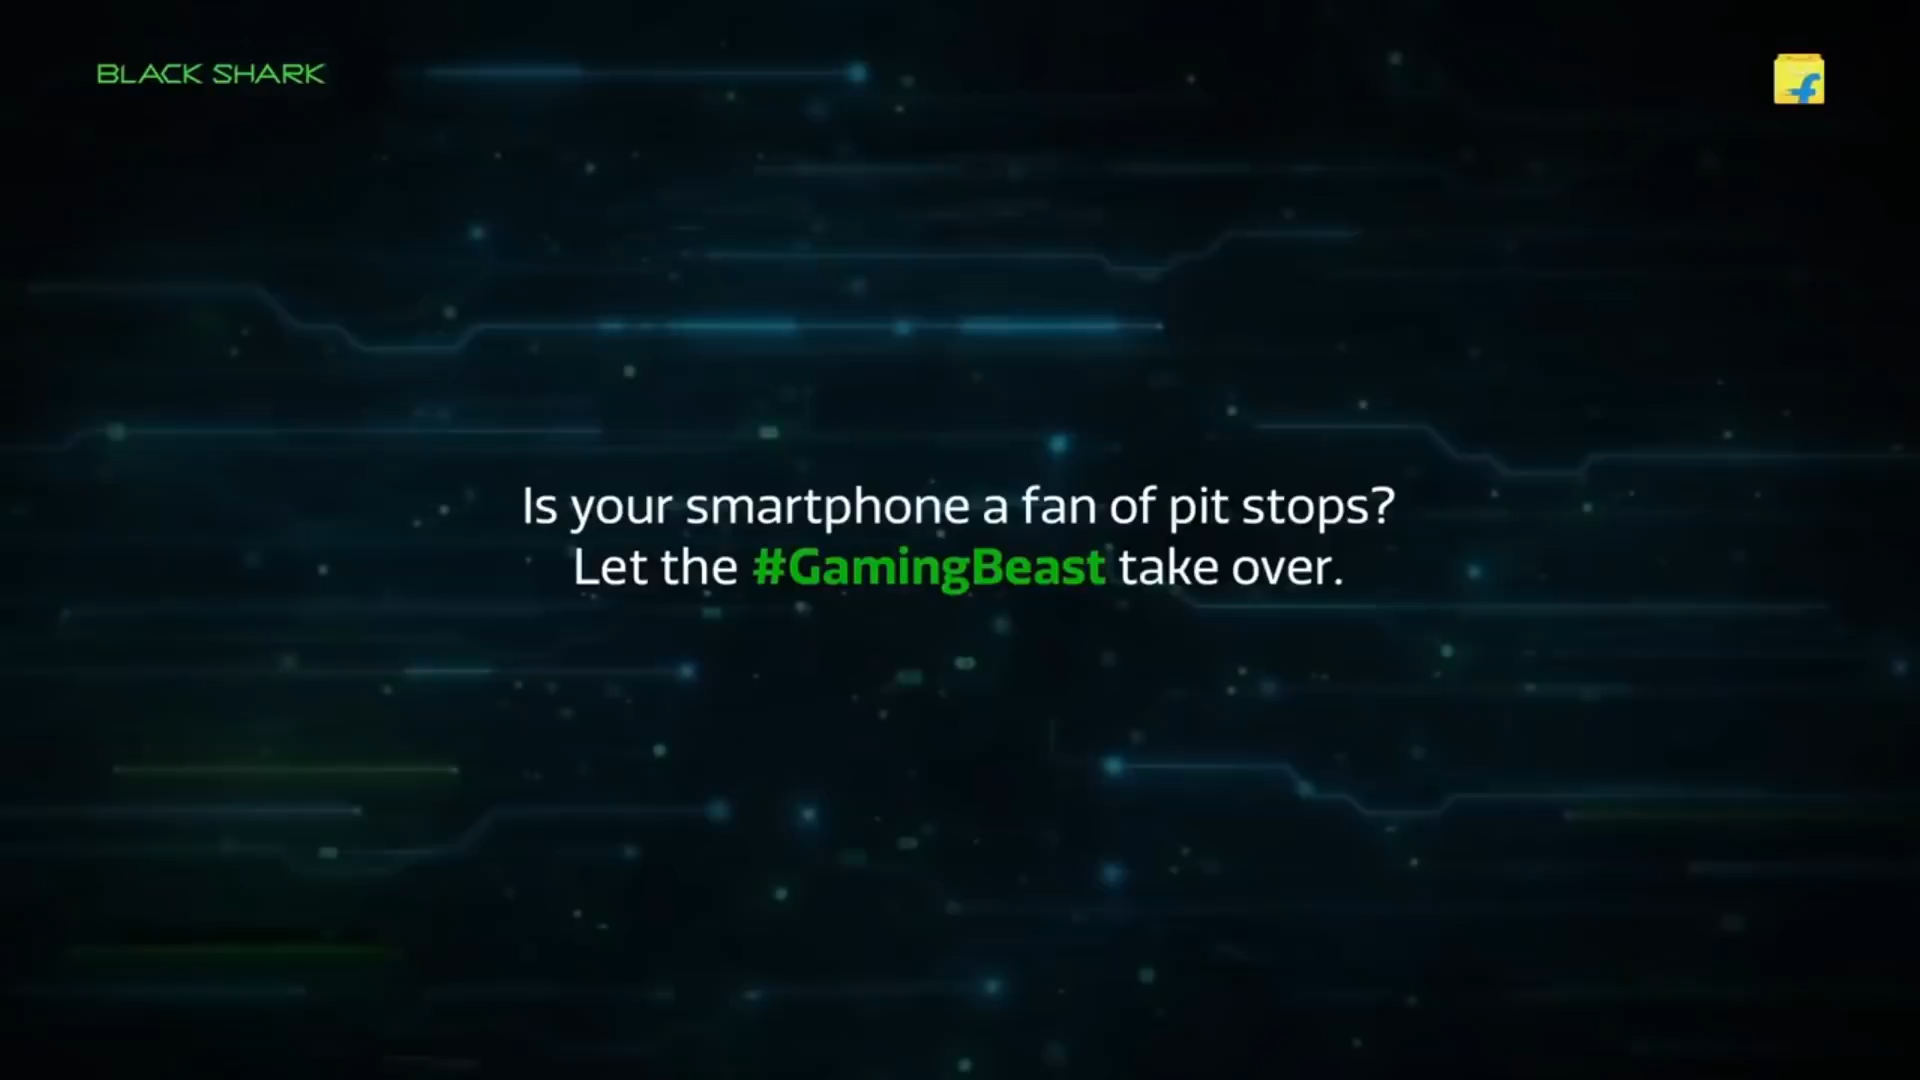 BLACK SHARK
f
Is your smartphone a fan of pit stops?
Let the #GamingBeast take over.